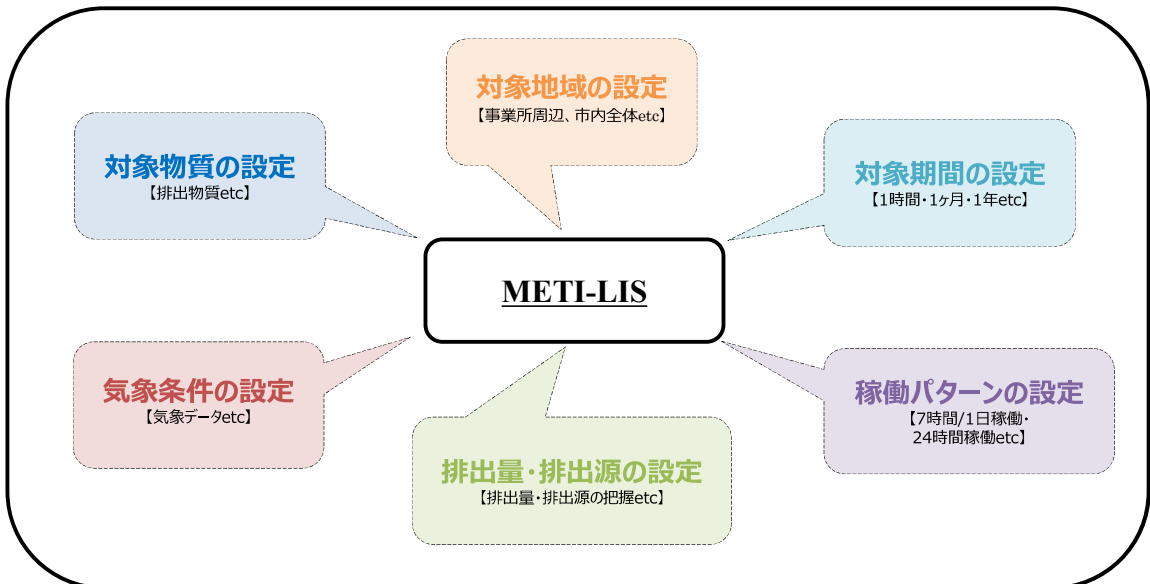 対象地域の設定
【事業所周辺、市内全体etc】
対象物質の設定
【排出物質etc】
対象期間の設定
【1時間・1ヶ月・1年etc】
METI-LIS
気象条件の設定
【気象データetc】
稼働パターンの設定
【7時間/1日稼働・
24時間稼働etc】
排出量・排出源の設定
【排出量・排出源の把握etc】